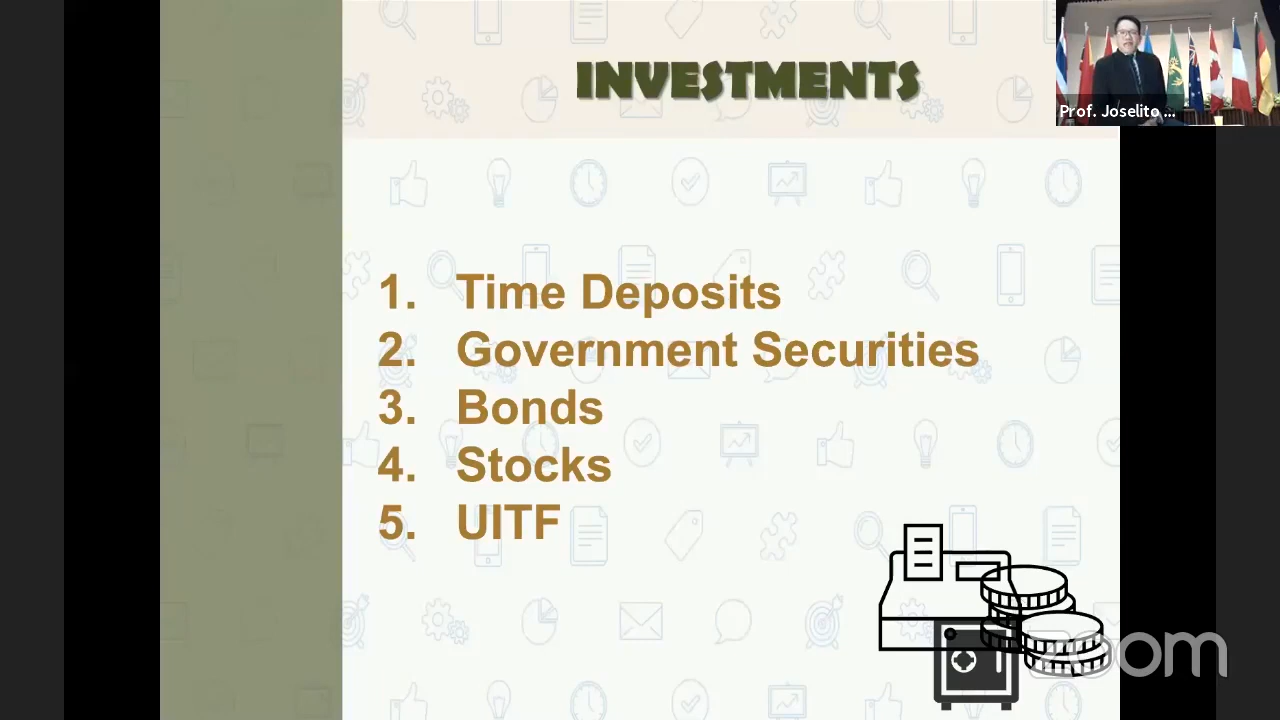 INVESTMENTS
Prof. Joselito ...
1. Time Deposits
2. Government Securities
3. Bonds
4. Stocks
5. UITF
zoom